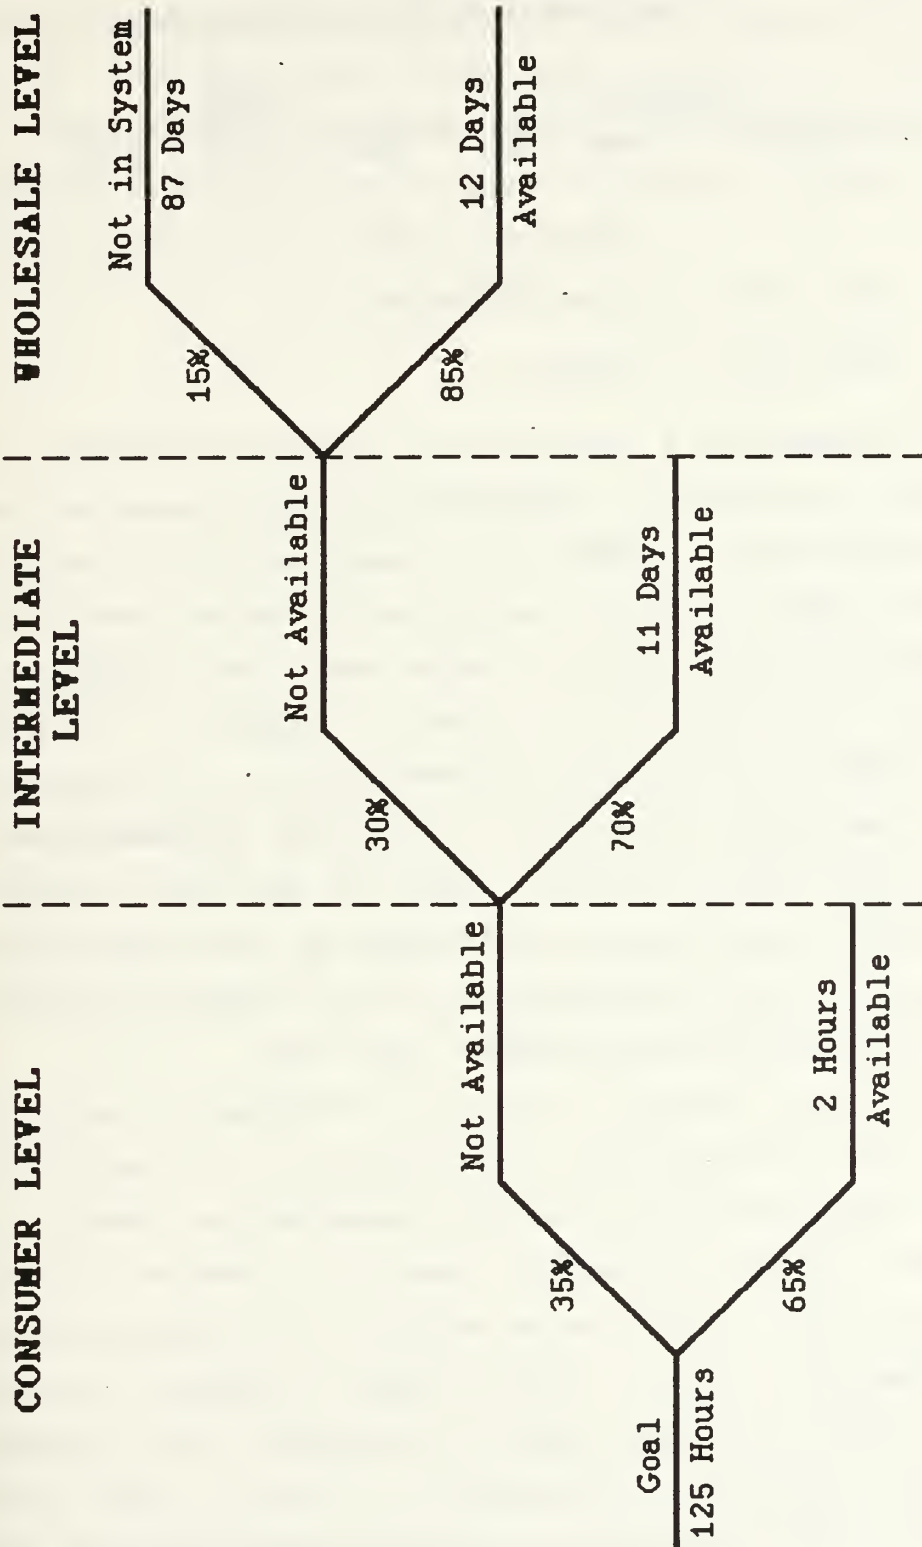 CONSUMER LEVEL
INTERMEDIATE
LEVEL
WHOLESALE LEVEL
Not in System
87 Days
15%
85%
12 Days
Available
Not Available
30%
70%
11 Days
Available
Not Available
35%
65%
2 Hours
Available
Goal
125 Hours